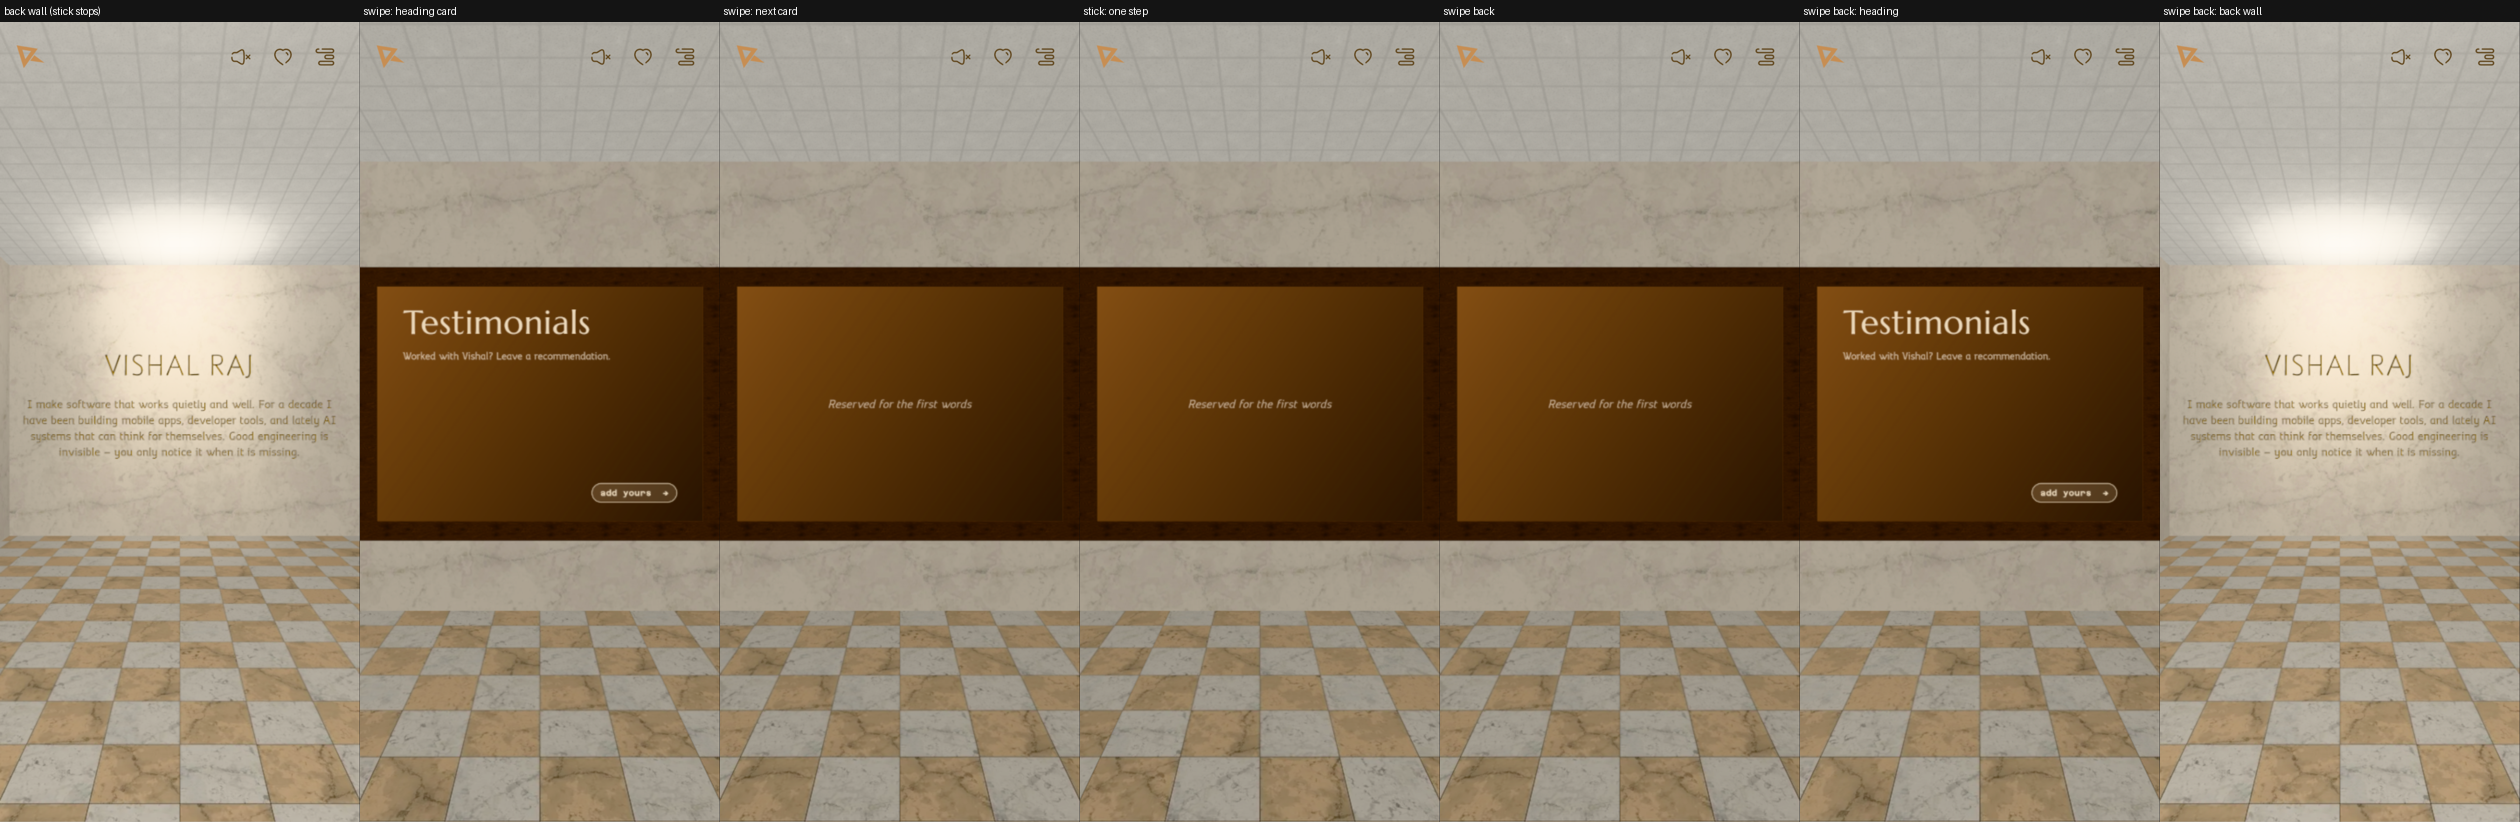 back wall (stick stops)
swipe: heading card
swipe: next card
stick: one step
swipe back
swipe back: heading
swipe back: back wall
VISHAL RAJ
I make software that works quietly and well. For a decade I
have been building mobile apps, developer tools, and lately AI
systems that can think for themselves. Good engineering is
invisible – you only notice it when it is missing.
Testimonials
Worked with Vishal? Leave a recommendation.
add yours →
Reserved for the first words
Reserved for the first words
Reserved for the first words
Testimonials
Worked with Vishal? Leave a recommendation.
add yours →
VISHAL RAJ
I make software that works quietly and well. For a decade I
have been building mobile apps, developer tools, and lately AI
systems that can think for themselves. Good engineering is
invisible – you only notice it when it is missing.